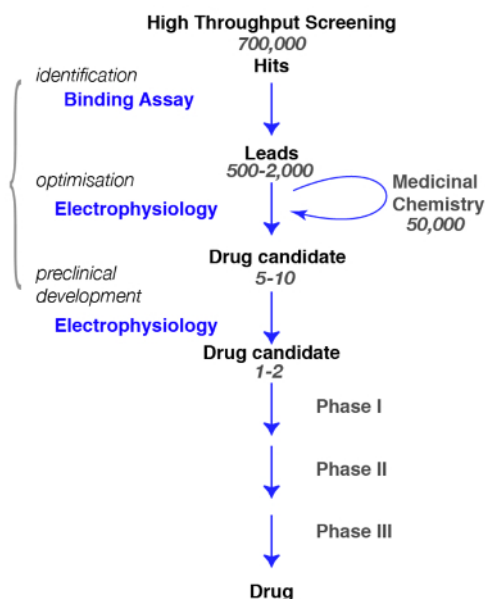 High Throughput Screening
700,000
Hits
identification
Binding Assay
Leads
500-2,000
optimisation
Electrophysiology
Medicinal
Chemistry
50,000
Drug candidate
5-10
preclinical
development
Electrophysiology
Drug candidate
1-2
Phase I
Phase II
Phase III
Drug